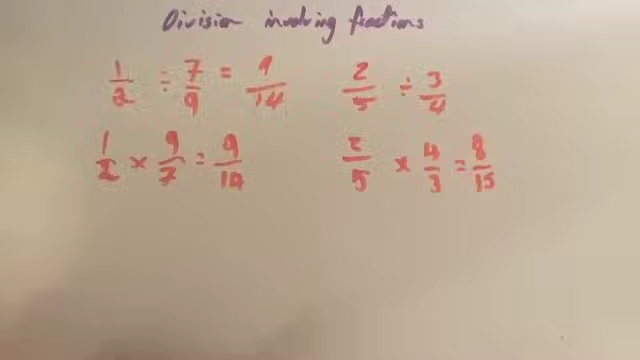 Division involving fractions
1/2 ÷ 7/9 = 9/14
1/2 × 9/7 = 9/14
2/5 ÷ 3/4
2/5 × 4/3 = 8/15